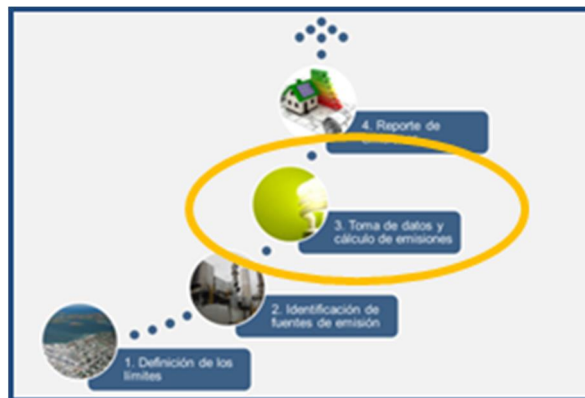 4. Reporte de
3. Toma de datos y
cálculo de emisiones
2. Identificación de
fuentes de emisión
1. Definición de los
límites